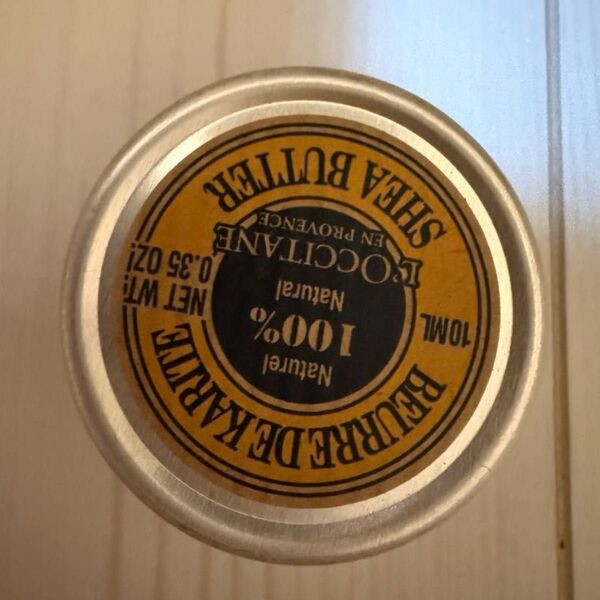 BEURRE DE KARITE
Naturel
100%
Natural
L'OCCITANE
EN PROVENCE
10ML
NET WT:
0.35 OZ!
SHEA BUTTER